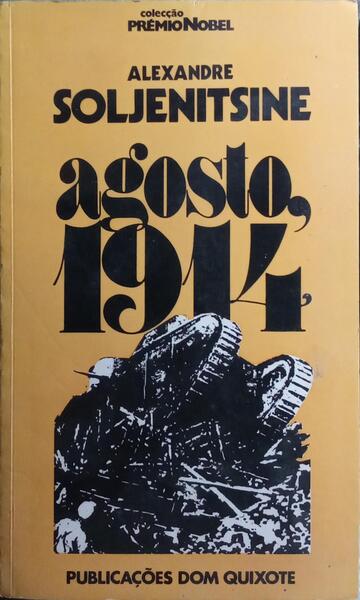 colecção
PRÉMIO NOBEL
ALEXANDRE
SOLJENITSINE
agosto,
1914
PUBLICAÇÕES DOM QUIXOTE